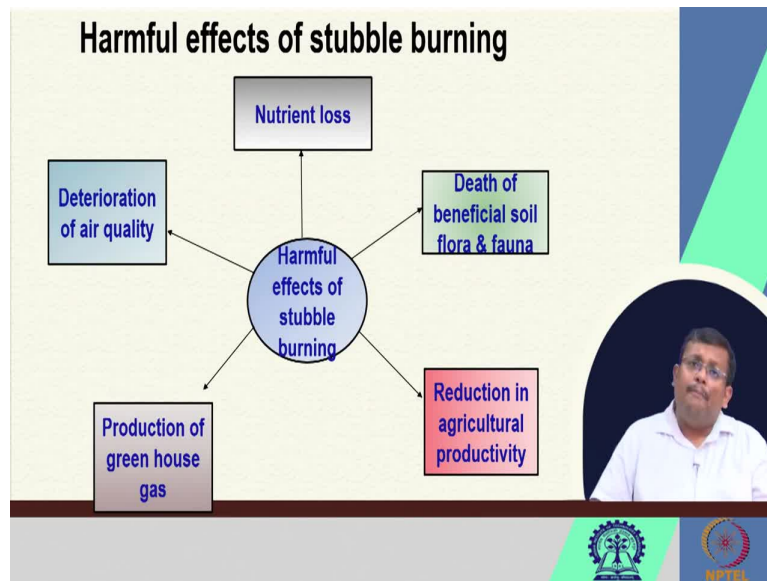 Harmful effects of stubble burning
Nutrient loss
Deterioration
of air quality
Death of
beneficial soil
flora & fauna
Harmful
effects of
stubble
burning
Production of
green house
gas
Reduction in
agricultural
productivity
NPTEL